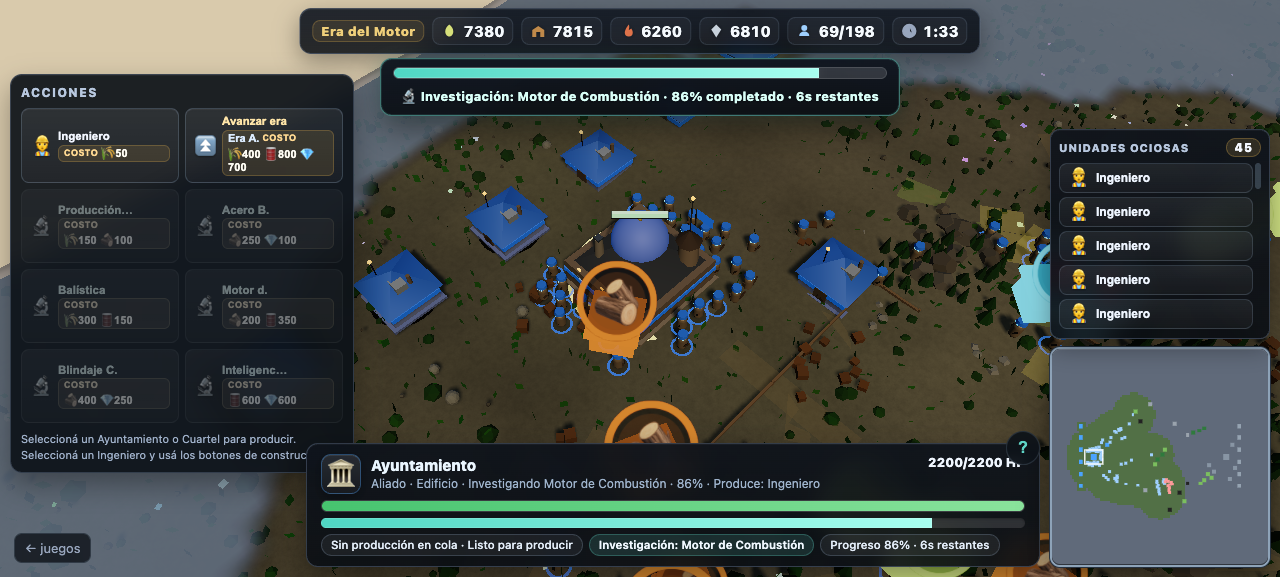 Era del Motor
7380
7815
6260
6810
69/198
1:33
Investigación: Motor de Combustión · 86% completado · 6s restantes
ACCIONES
Ingeniero
COSTO 50
Avanzar era
Era A. COSTO
400 800
700
Producción...
COSTO
150 100
Acero B.
COSTO
250 100
Balística
COSTO
300 150
Motor d.
COSTO
200 350
Blindaje C.
COSTO
400 250
Inteligenc...
COSTO
600 600
Seleccioná un Ayuntamiento o Cuartel para producir.
Seleccioná un Ingeniero y usá los botones de construc
UNIDADES OCIOSAS 45
Ingeniero
Ingeniero
Ingeniero
Ingeniero
Ingeniero
?
Ayuntamiento
2200/2200
Aliado · Edificio · Investigando Motor de Combustión · 86% · Produce: Ingeniero
Sin producción en cola · Listo para producir
Investigación: Motor de Combustión
Progreso 86% · 6s restantes
← juegos